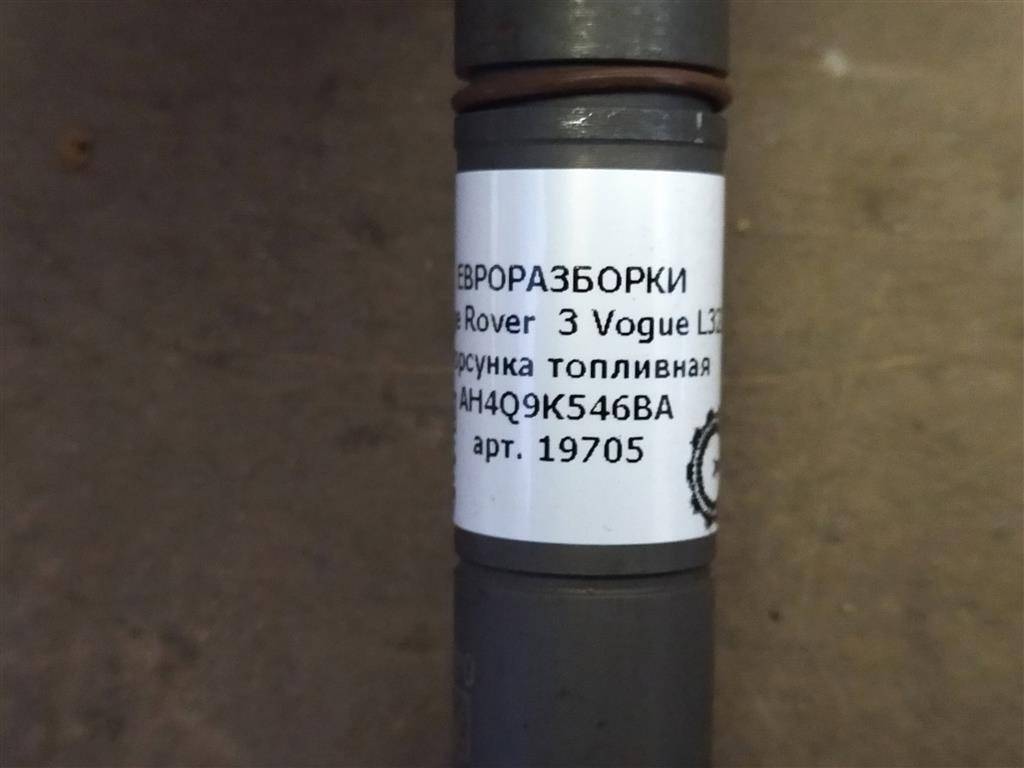 ЕВРОРАЗБОРКИ
Rover 3 Vogue
топливная
AH4Q9K546BA
арт. 19705